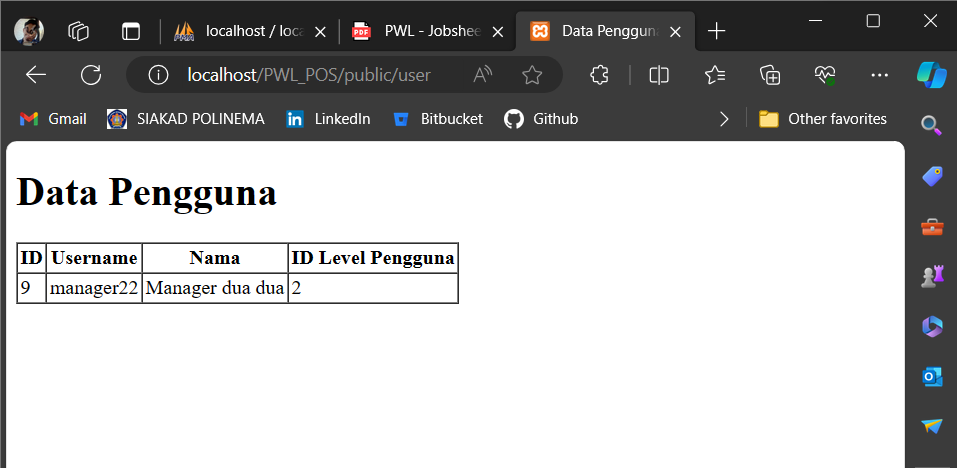 localhost / loca
PWL - Jobshee
Data Pengguna
localhost/PWL_POS/public/user
Gmail
SIAKAD POLINEMA
LinkedIn
Bitbucket
Github
Other favorites
Data Pengguna
ID Username Nama ID Level Pengguna
9 manager22 Manager dua dua 2